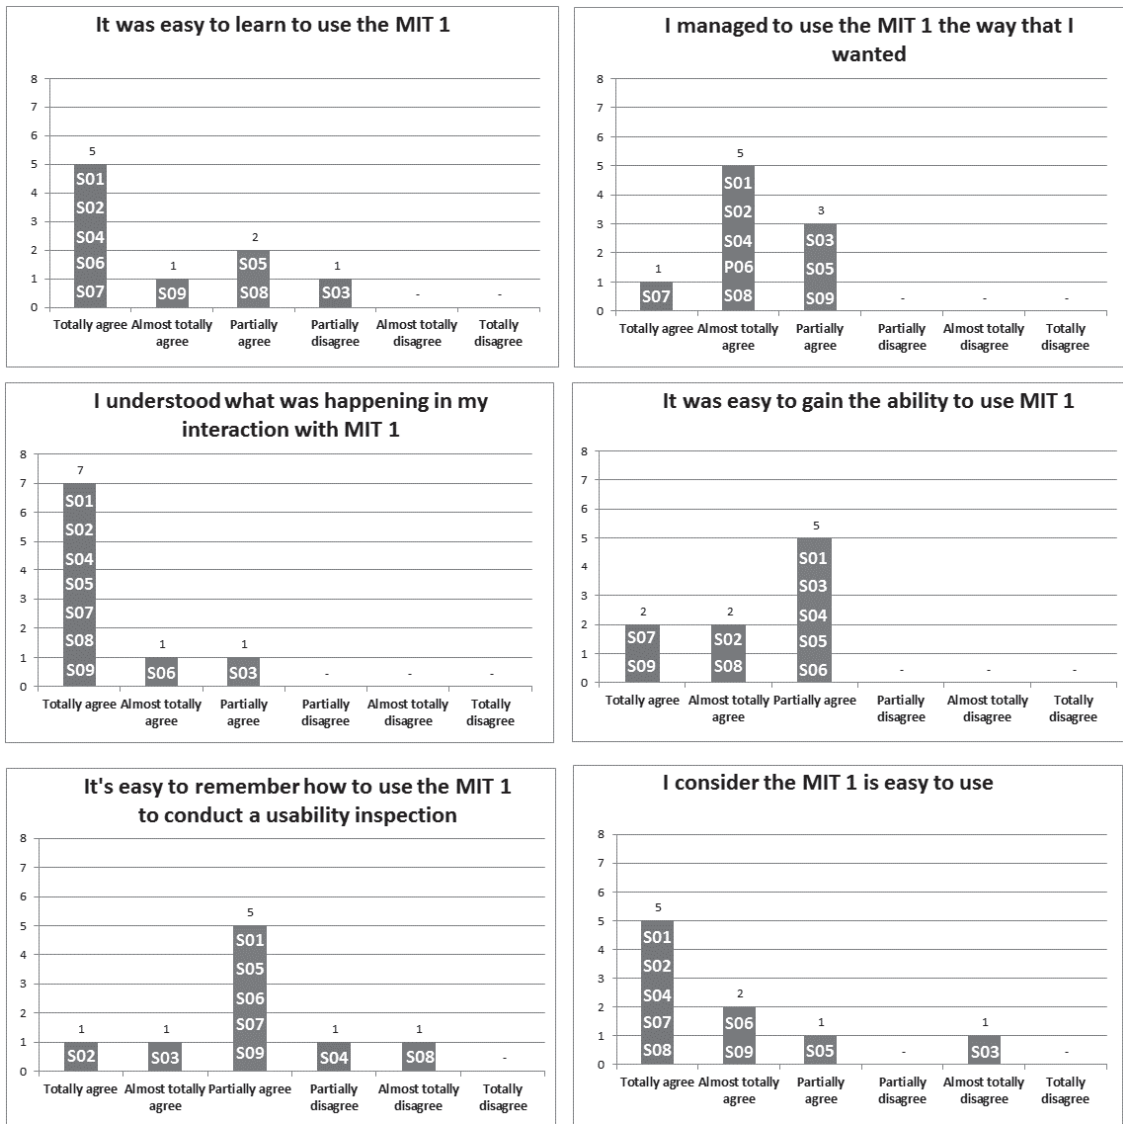 It was easy to learn to use the MIT 1
8
7
6
5
4
3
2
1
0
5
S01
S02
S04
S06
S07
1
S09
2
S05
S08
1
S03
-
-
Totally agree Almost totally agree Partially agree Partially disagree Almost totally disagree Totally disagree
I managed to use the MIT 1 the way that I
wanted
8
7
6
5
4
3
2
1
0
1
S07
5
S01
S02
S04
P06
S08
3
S03
S05
S09
-
-
-
Totally agree Almost totally agree Partially agree Partially disagree Almost totally disagree Totally disagree
I understood what was happening in my
interaction with MIT 1
8
7
6
5
4
3
2
1
0
7
S01
S02
S04
S05
S07
S08
S09
1
S06
1
S03
-
-
-
Totally agree Almost totally agree Partially agree Partially disagree Almost totally disagree Totally disagree
It was easy to gain the ability to use MIT 1
8
7
6
5
4
3
2
1
0
2
S07
S09
2
S02
S08
5
S01
S03
S04
S05
S06
-
-
-
Totally agree Almost totally agree Partially agree Partially disagree Almost totally disagree Totally disagree
It's easy to remember how to use the MIT 1
to conduct a usability inspection
8
7
6
5
4
3
2
1
0
1
S02
1
S03
5
S01
S05
S06
S07
S09
1
S04
1
S08
-
Totally agree Almost totally agree Partially agree Partially disagree Almost totally disagree Totally disagree
I consider the MIT 1 is easy to use
8
7
6
5
4
3
2
1
0
5
S01
S02
S04
S07
S08
2
S06
S09
1
S05
-
1
S03
-
Totally agree Almost totally agree Partially agree Partially disagree Almost totally disagree Totally disagree